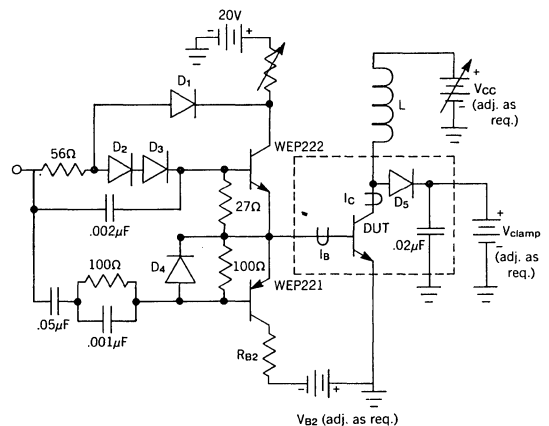 20V
- +
D1
56Ω
D2 D3
WEP222
.002μF
27Ω
L
+
VCC
-
(adj. as
req.)
IC
D5
DUT
IB
.02μF
+
Vclamp
-
(adj. as
req.)
100Ω
D4
100Ω
WEP221
.05μF
.001μF
RB2
- +
VB2 (adj. as req.)